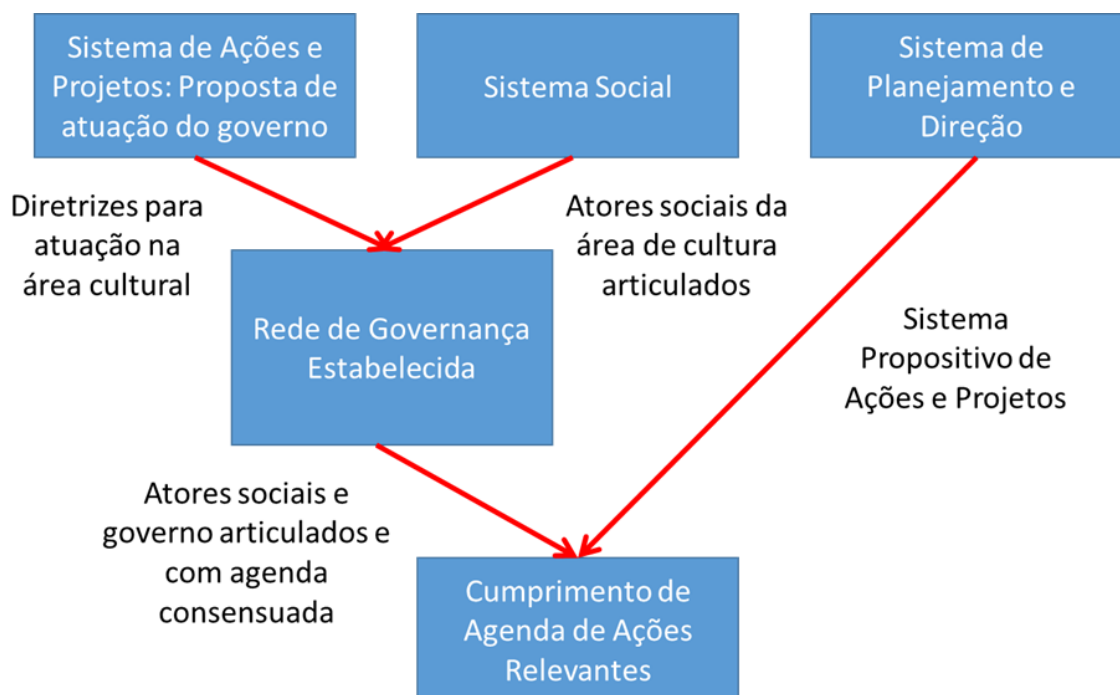 Sistema de Ações e
Projetos: Proposta de
atuação do governo
Sistema Social
Sistema de
Planejamento e
Direção
Diretrizes para
atuação na
área cultural
Atores sociais da
área de cultura
articulados
Rede de Governança
Estabelecida
Sistema
Propositivo de
Ações e Projetos
Atores sociais e
governo articulados e
com agenda
consensuada
Cumprimento de
Agenda de Ações
Relevantes